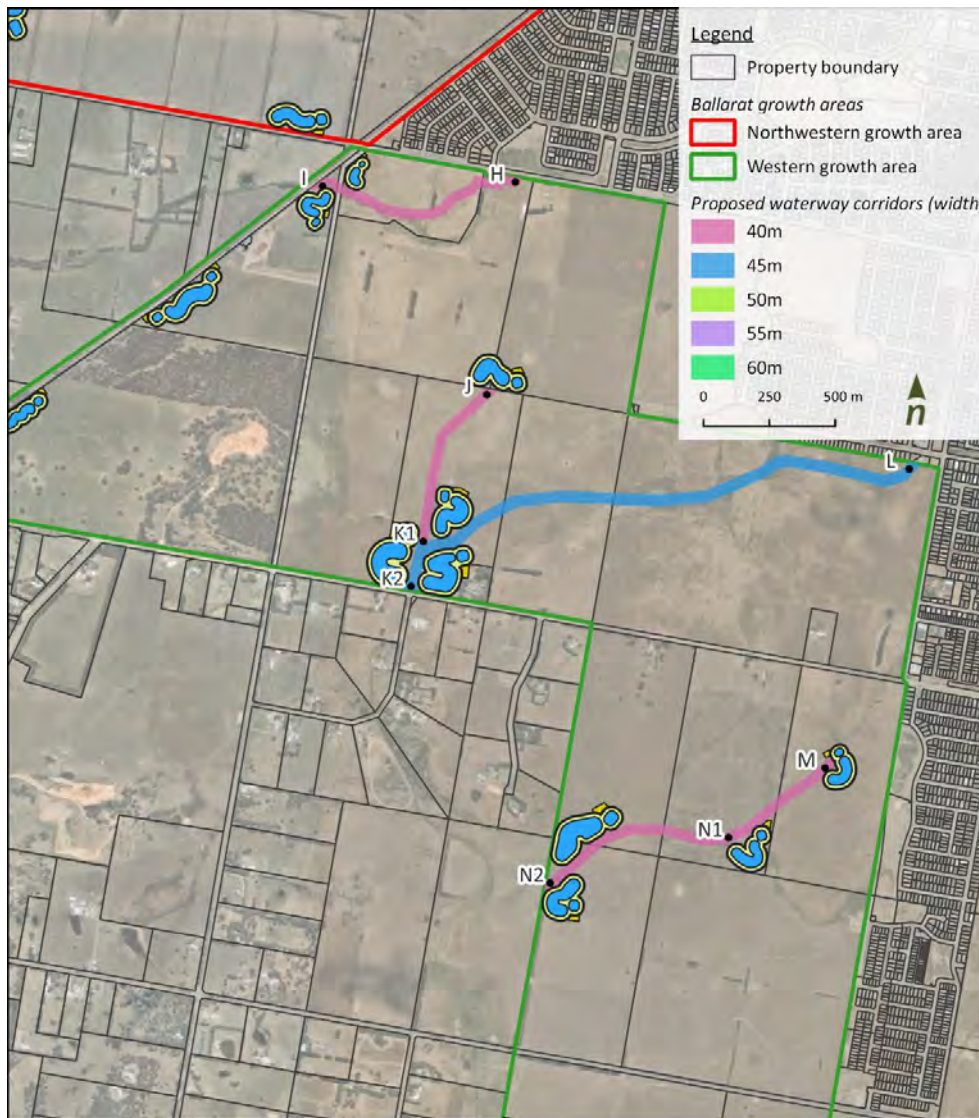 Legend
Property boundary
Ballarat growth areas
Northwestern growth area
Western growth area
Proposed waterway corridors (width
40m
45m
50m
55m
60m
0 250 500 m
n
H
I
J
L
K1
K2
M
N1
N2